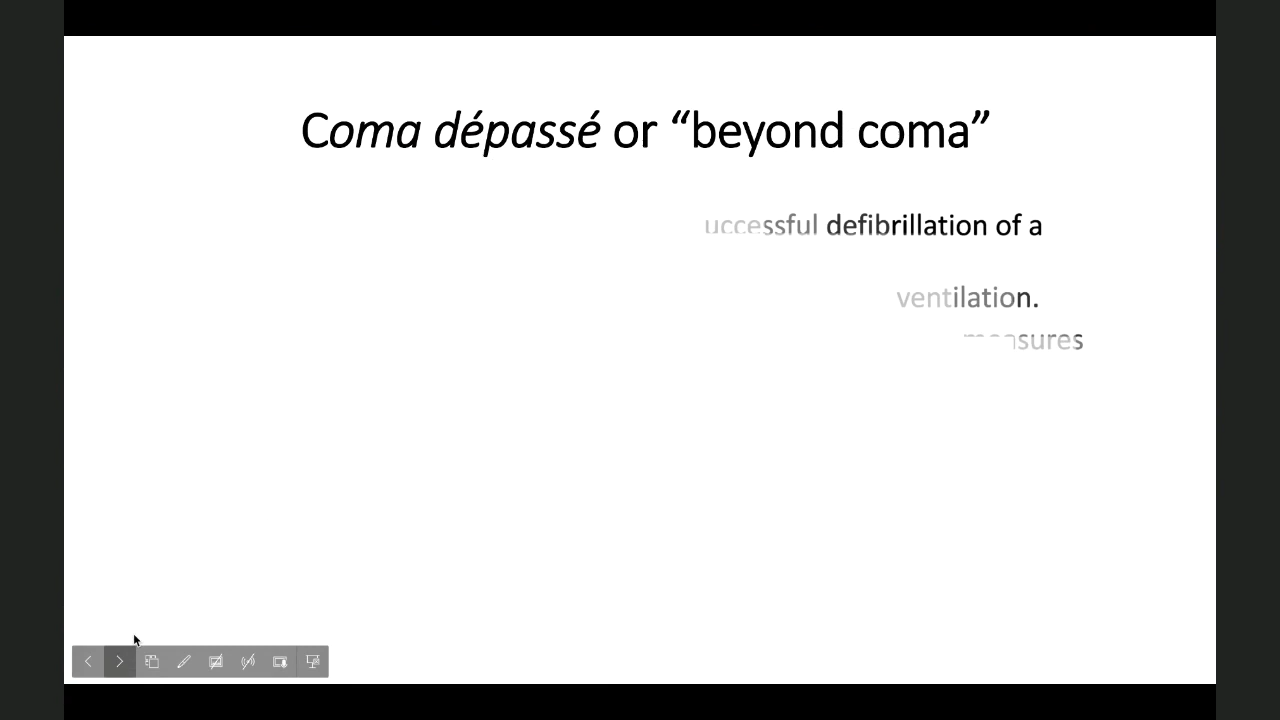 Coma dépassé or “beyond coma”
uccessful defibrillation of a
ventilation.
measures